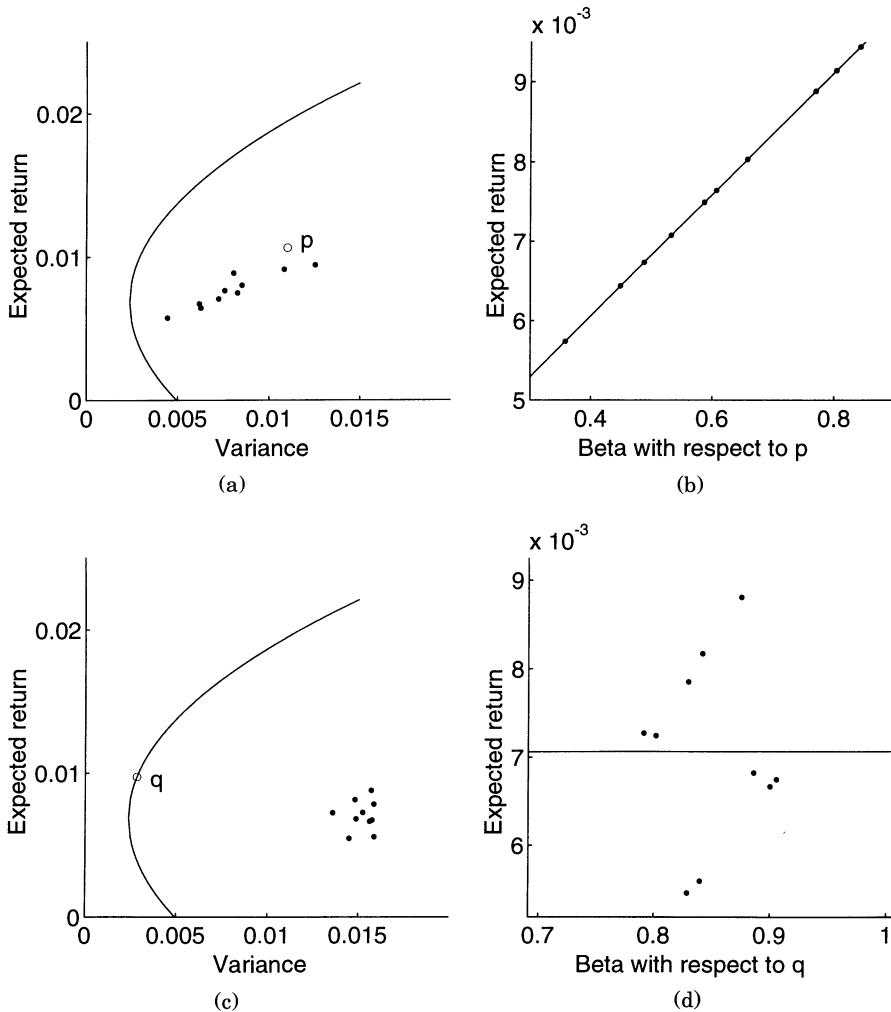 0.02
0.01
0
0
0.005
0.01
0.015
Expected return
Variance
p
(a)
x 10-3
9
8
7
6
5
0.4
0.6
0.8
Expected return
Beta with respect to p
(b)
0.02
0.01
0
0
0.005
0.01
0.015
Expected return
Variance
q
(c)
x 10-3
9
8
7
6
0.7
0.8
0.9
1
Expected return
Beta with respect to q
(d)